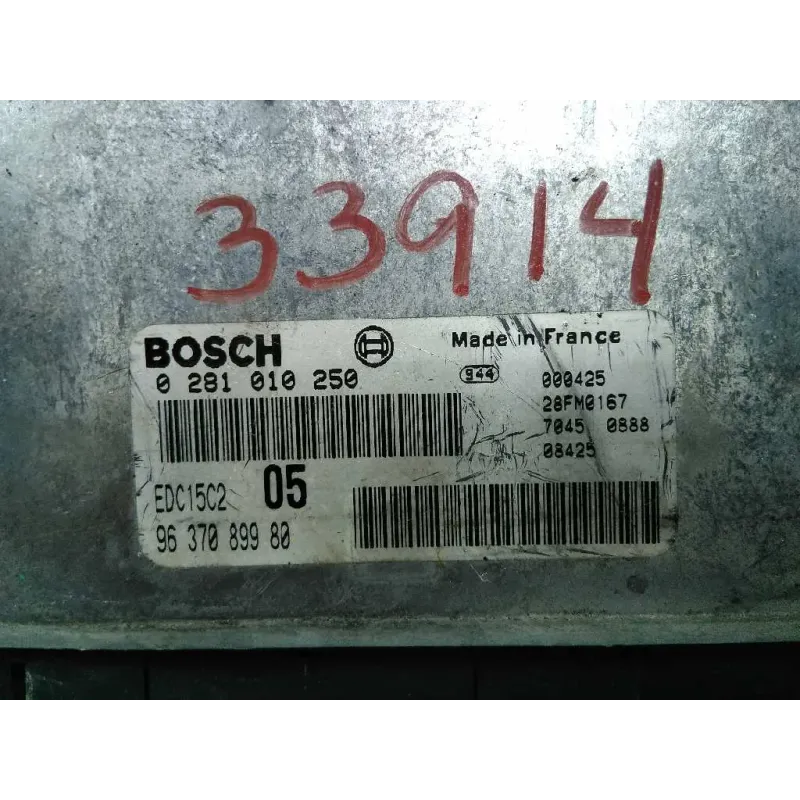 33914
BOSCH
Made in France
0 281 010 250
944
000425
28FM0167
7045 0888
08425
EDC15C2 05
96 370 899 80